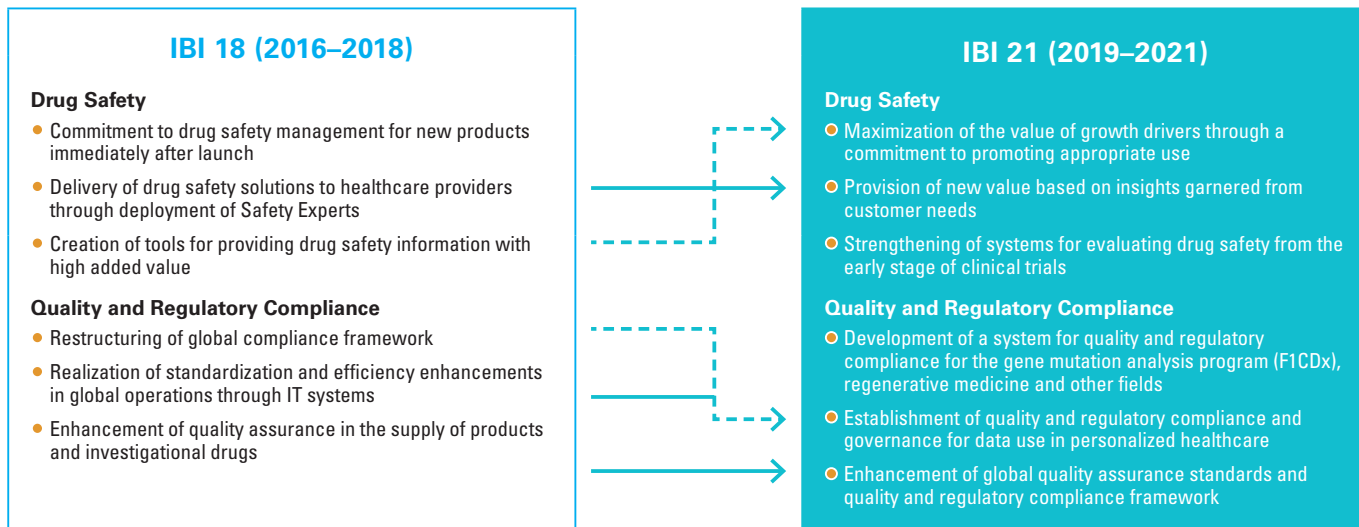 IBI 18 (2016–2018)
Drug Safety
• Commitment to drug safety management for new products
immediately after launch
• Delivery of drug safety solutions to healthcare providers
through deployment of Safety Experts
• Creation of tools for providing drug safety information with
high added value
Quality and Regulatory Compliance
• Restructuring of global compliance framework
• Realization of standardization and efficiency enhancements
in global operations through IT systems
• Enhancement of quality assurance in the supply of products
and investigational drugs
IBI 21 (2019–2021)
Drug Safety
• Maximization of the value of growth drivers through a
commitment to promoting appropriate use
• Provision of new value based on insights garnered from
customer needs
• Strengthening of systems for evaluating drug safety from the
early stage of clinical trials
Quality and Regulatory Compliance
• Development of a system for quality and regulatory
compliance for the gene mutation analysis program (F1CDx),
regenerative medicine and other fields
• Establishment of quality and regulatory compliance and
governance for data use in personalized healthcare
• Enhancement of global quality assurance standards and
quality and regulatory compliance framework